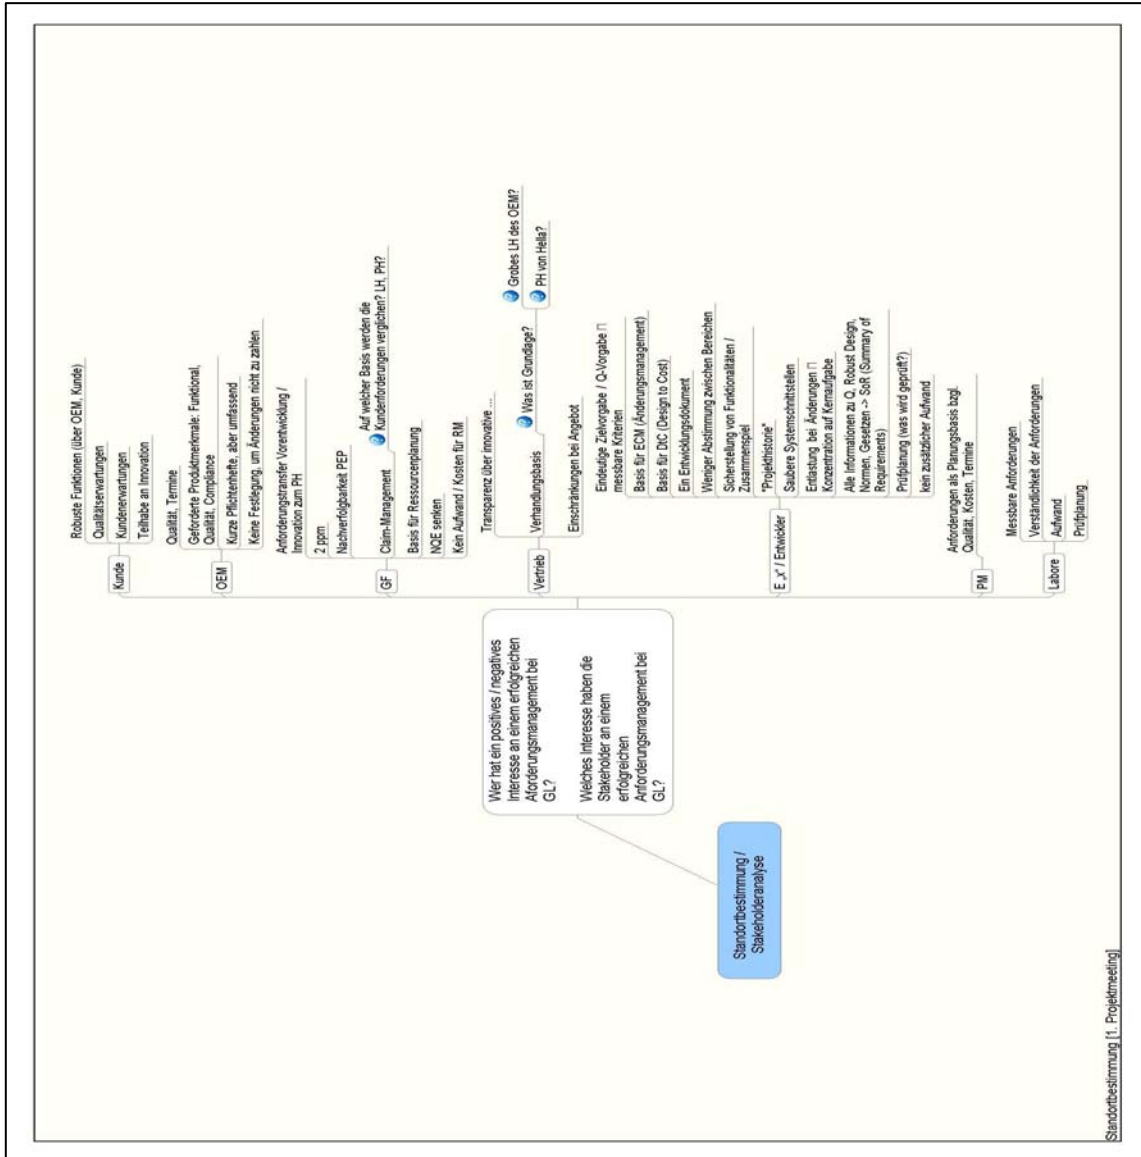 Standortbestimmung /
Stakeholderanalyse
Wer hat ein positives / negatives
Interesse an einem erfolgreichen
Aforderungsmanagement bei
GL?
Welches Interesse haben die
Stakeholder an einem
erfolgreichen
Anforderungsmanagement bei
GL?
Kunde
Robuste Funktionen (über OEM, Kunde)
Qualitätserwartungen
Kundenerwartungen
Teilhabe an Innovation
OEM
Qualität, Termine
Geforderte Produktmerkmale: Funktional,
Qualität, Compliance
Kurze Pflichtenhefte, aber umfassend
Keine Festlegung, um Änderungen nicht zu zahlen
GF
Anforderungstransfer Vorentwicklung /
Innovation zum PH
2 ppm
Nachverfolgbarkeit PEP
Claim-Management
Auf welcher Basis werden die
Kundenforderungen verglichen? LH, PH?
Basis für Ressourcenplanung
NQE senken
Kein Aufwand / Kosten für RM
Vertrieb
Transparenz über innovative ...
Verhandlungsbasis
Was ist Grundlage?
Grobes LH des OEM?
PH von Hella?
Einschränkungen bei Angebot
E „x“ / Entwickler
Eindeutige Zielvorgabe / Q-Vorgabe
messbare Kriterien
Basis für ECM (Änderungsmanagement)
Basis für DtC (Design to Cost)
Ein Entwicklungsdokument
Weniger Abstimmung zwischen Bereichen
Sicherstellung von Funktionalitäten /
Zusammenspiel
"Projekthistorie"
Saubere Systemschnittstellen
Entlastung bei Änderungen
Konzentration auf Kernaufgabe
Alle Informationen zu Q, Robust Design,
Normen, Gesetzen -> SoR (Summary of
Requirements)
Prüfplanung (was wird geprüft?)
kein zusätzlicher Aufwand
PM
Anforderungen als Planungsbasis bzgl.
Qualität, Kosten, Termine
Labore
Messbare Anforderungen
Verständlichkeit der Anforderungen
Aufwand
Prüfplanung
Standortbestimmung [1. Projektmeeting]